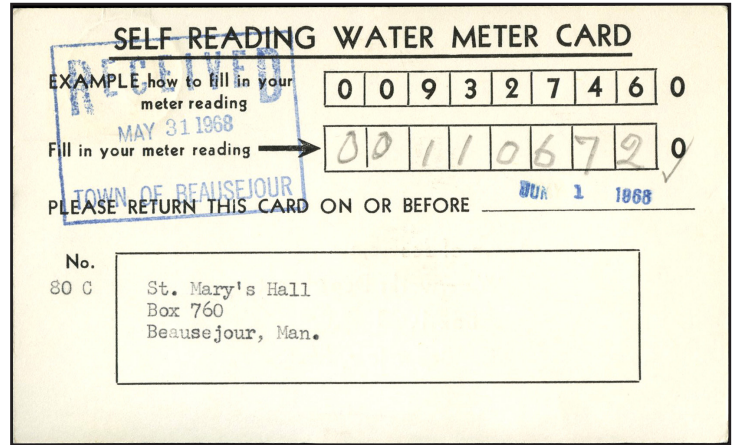 SELF READING WATER METER CARD
RECEIVED
EXAMPLE how to fill in your
meter reading
0 0 9 3 2 7 4 6 0
MAY 31 1968
Fill in your meter reading
0 0 1 1 0 6 7 2 0
TOWN OF BEAUSEJOUR
PLEASE RETURN THIS CARD ON OR BEFORE
JUN 1 1968
No.
80 C
St. Mary's Hall
Box 760
Beausejour, Man.